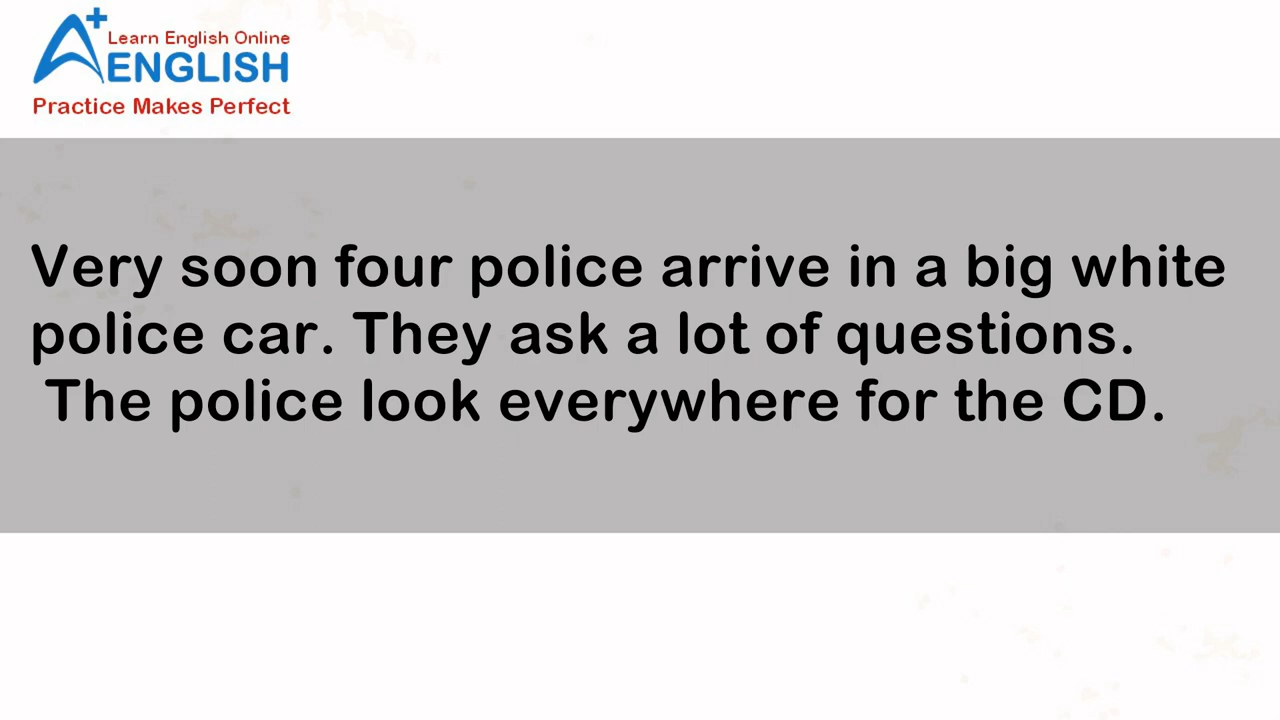 A+
Learn English Online
ENGLISH
Practice Makes Perfect
Very soon four police arrive in a big white
police car. They ask a lot of questions.
The police look everywhere for the CD.